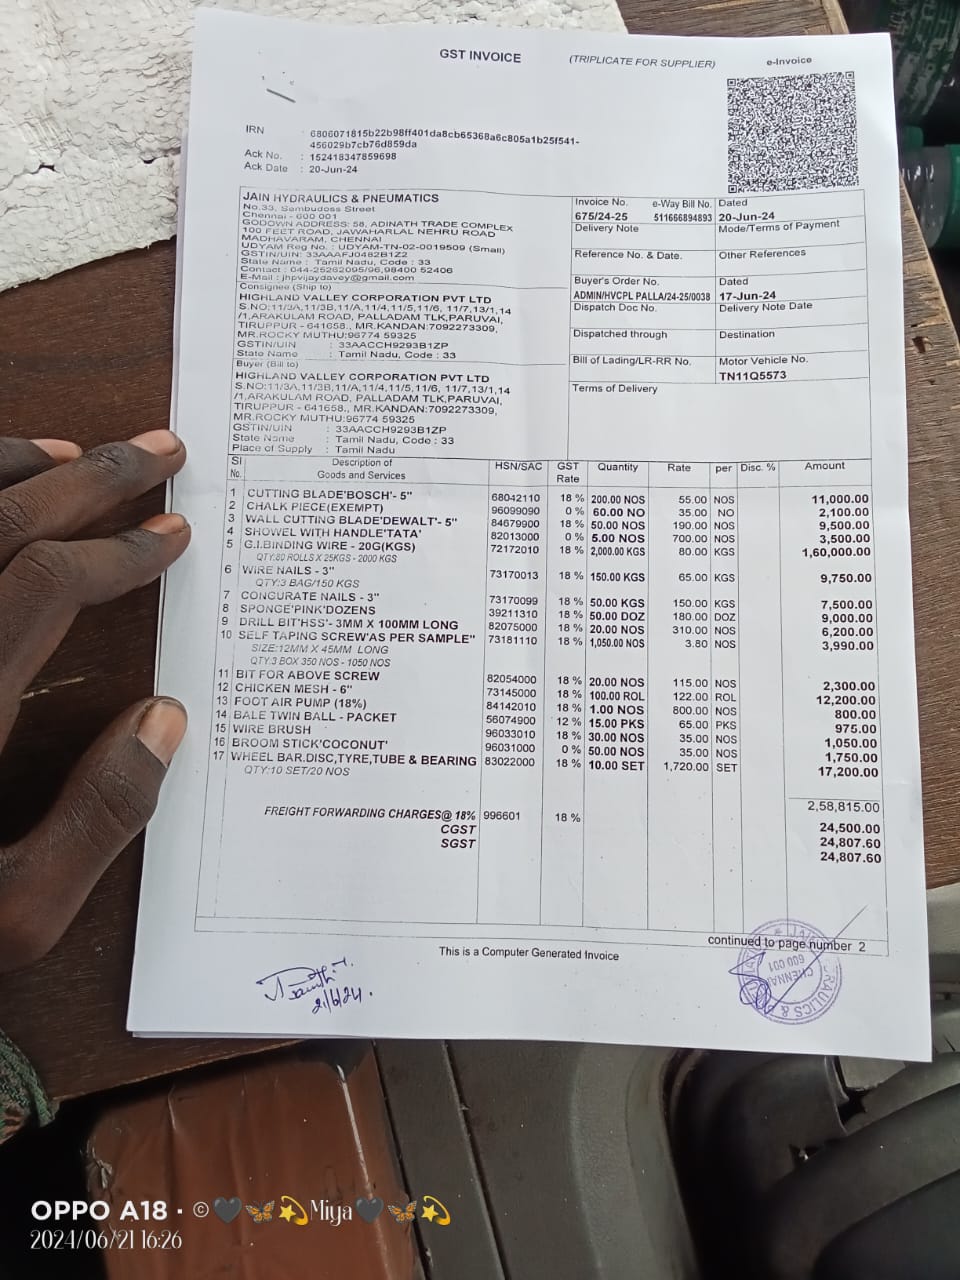 GST INVOICE (TRIPLICATE FOR SUPPLIER) e-Invoice
IRN : 6806071815b22b98ff401da8cb65368a6c805a1b25f541-
456029b7cb76d859da
Ack No. : 152418347859698
Ack Date : 20-Jun-24
JAIN HYDRAULICS & PNEUMATICS
No.33, Sembudoss Street
Chennai - 600 001
GODOWN ADDRESS: 58, ADINATH TRADE COMPLEX
100 FEET ROAD, JAWAHARLAL NEHRU ROAD
MADHAVARAM, CHENNAI
UDYAM Reg No. : UDYAM-TN-02-0019509 (Small)
GSTIN/UIN: 33AAAFJ0482B1Z2
State Name : Tamil Nadu, Code : 33
Contact : 044-25262095/96,98400 52406
E-Mail : jhpvijaydavey@gmail.com
Invoice No. e-Way Bill No. Dated
675/24-25 511666894893 20-Jun-24
Delivery Note Mode/Terms of Payment
Reference No. & Date. Other References
Buyer's Order No. Dated
ADMIN/HVCPL PALLA/24-25/0038 17-Jun-24
Dispatch Doc No. Delivery Note Date
Dispatched through Destination
Bill of Lading/LR-RR No. Motor Vehicle No.
TN11Q5573
Terms of Delivery
Consignee (Ship to)
HIGHLAND VALLEY CORPORATION PVT LTD
S.NO:11/3A,11/3B,11/A,11/4,11/5,11/6, 11/7,13/1,14
/1,ARAKULAM ROAD, PALLADAM TLK,PARUVAI,
TIRUPPUR - 641658., MR.KANDAN:7092273309,
MR.ROCKY MUTHU:96774 59325
GSTIN/UIN : 33AACCH9293B1ZP
State Name : Tamil Nadu, Code : 33
Buyer (Bill to)
HIGHLAND VALLEY CORPORATION PVT LTD
S.NO:11/3A,11/3B,11/A,11/4,11/5,11/6, 11/7,13/1,14
/1,ARAKULAM ROAD, PALLADAM TLK,PARUVAI,
TIRUPPUR - 641658., MR.KANDAN:7092273309,
MR.ROCKY MUTHU:96774 59325
GSTIN/UIN : 33AACCH9293B1ZP
State Name : Tamil Nadu, Code : 33
Place of Supply : Tamil Nadu
Sl Description of HSN/SAC GST Quantity Rate per Disc. % Amount
No. Goods and Services Rate
1 CUTTING BLADE'BOSCH'- 5" 68042110 18 % 200.00 NOS 55.00 NOS 11,000.00
2 CHALK PIECE(EXEMPT) 96099090 0 % 60.00 NO 35.00 NO 2,100.00
3 WALL CUTTING BLADE'DEWALT'- 5" 84679900 18 % 50.00 NOS 190.00 NOS 9,500.00
4 SHOWEL WITH HANDLE'TATA' 82013000 0 % 5.00 NOS 700.00 NOS 3,500.00
5 G.I.BINDING WIRE - 20G(KGS) 72172010 18 % 2,000.00 KGS 80.00 KGS 1,60,000.00
QTY:80 ROLLS X 25KGS - 2000 KGS
6 WIRE NAILS - 3" 73170013 18 % 150.00 KGS 65.00 KGS 9,750.00
QTY:3 BAG/150 KGS
7 CONCURATE NAILS - 3" 73170099 18 % 50.00 KGS 150.00 KGS 7,500.00
8 SPONGE'PINK'DOZENS 39211310 18 % 50.00 DOZ 180.00 DOZ 9,000.00
9 DRILL BIT'HSS'- 3MM X 100MM LONG 82075000 18 % 20.00 NOS 310.00 NOS 6,200.00
10 SELF TAPING SCREW'AS PER SAMPLE" 73181110 18 % 1,050.00 NOS 3.80 NOS 3,990.00
SIZE:12MM X 45MM LONG
QTY:3 BOX 350 NOS - 1050 NOS
11 BIT FOR ABOVE SCREW 82054000 18 % 20.00 NOS 115.00 NOS 2,300.00
12 CHICKEN MESH - 6" 73145000 18 % 100.00 ROL 122.00 ROL 12,200.00
13 FOOT AIR PUMP (18%) 84142010 18 % 1.00 NOS 800.00 NOS 800.00
14 BALE TWIN BALL - PACKET 56074900 12 % 15.00 PKS 65.00 PKS 975.00
15 WIRE BRUSH 96033010 18 % 30.00 NOS 35.00 NOS 1,050.00
16 BROOM STICK'COCONUT' 96031000 0 % 50.00 NOS 35.00 NOS 1,750.00
17 WHEEL BAR.DISC,TYRE,TUBE & BEARING 83022000 18 % 10.00 SET 1,720.00 SET 17,200.00
QTY:10 SET/20 NOS
2,58,815.00
FREIGHT FORWARDING CHARGES@ 18% 996601 18 % 24,500.00
CGST 24,807.60
SGST 24,807.60
continued to page number 2
This is a Computer Generated Invoice
21/6/24.
CHENNAI
600 001
OPPO A18 · ©🖤🦋💫Miya🖤🦋💫
2024/06/21 16:26